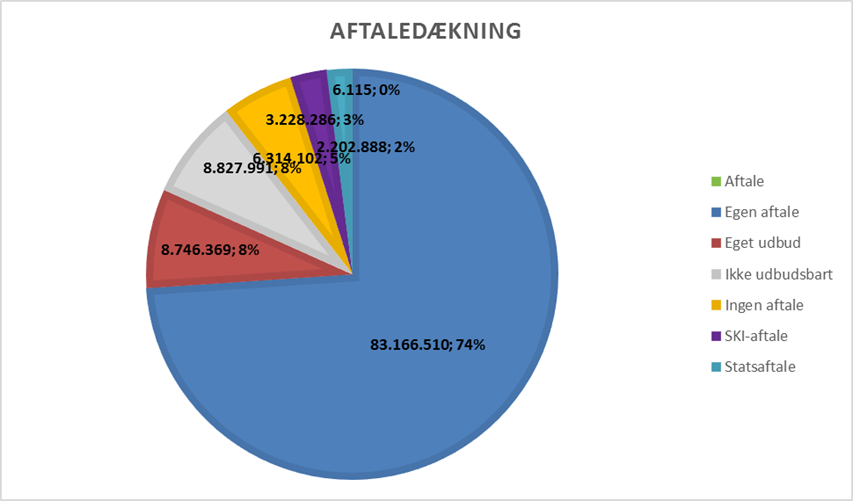 AFTALEDÆKNING
6.115; 0%
3.228.286; 3%
2.202.888; 2%
6.314.102; 5%
8.827.991; 8%
8.746.369; 8%
83.166.510; 74%
Aftale
Egen aftale
Eget udbud
Ikke udbudsbart
Ingen aftale
SKI-aftale
Statsaftale